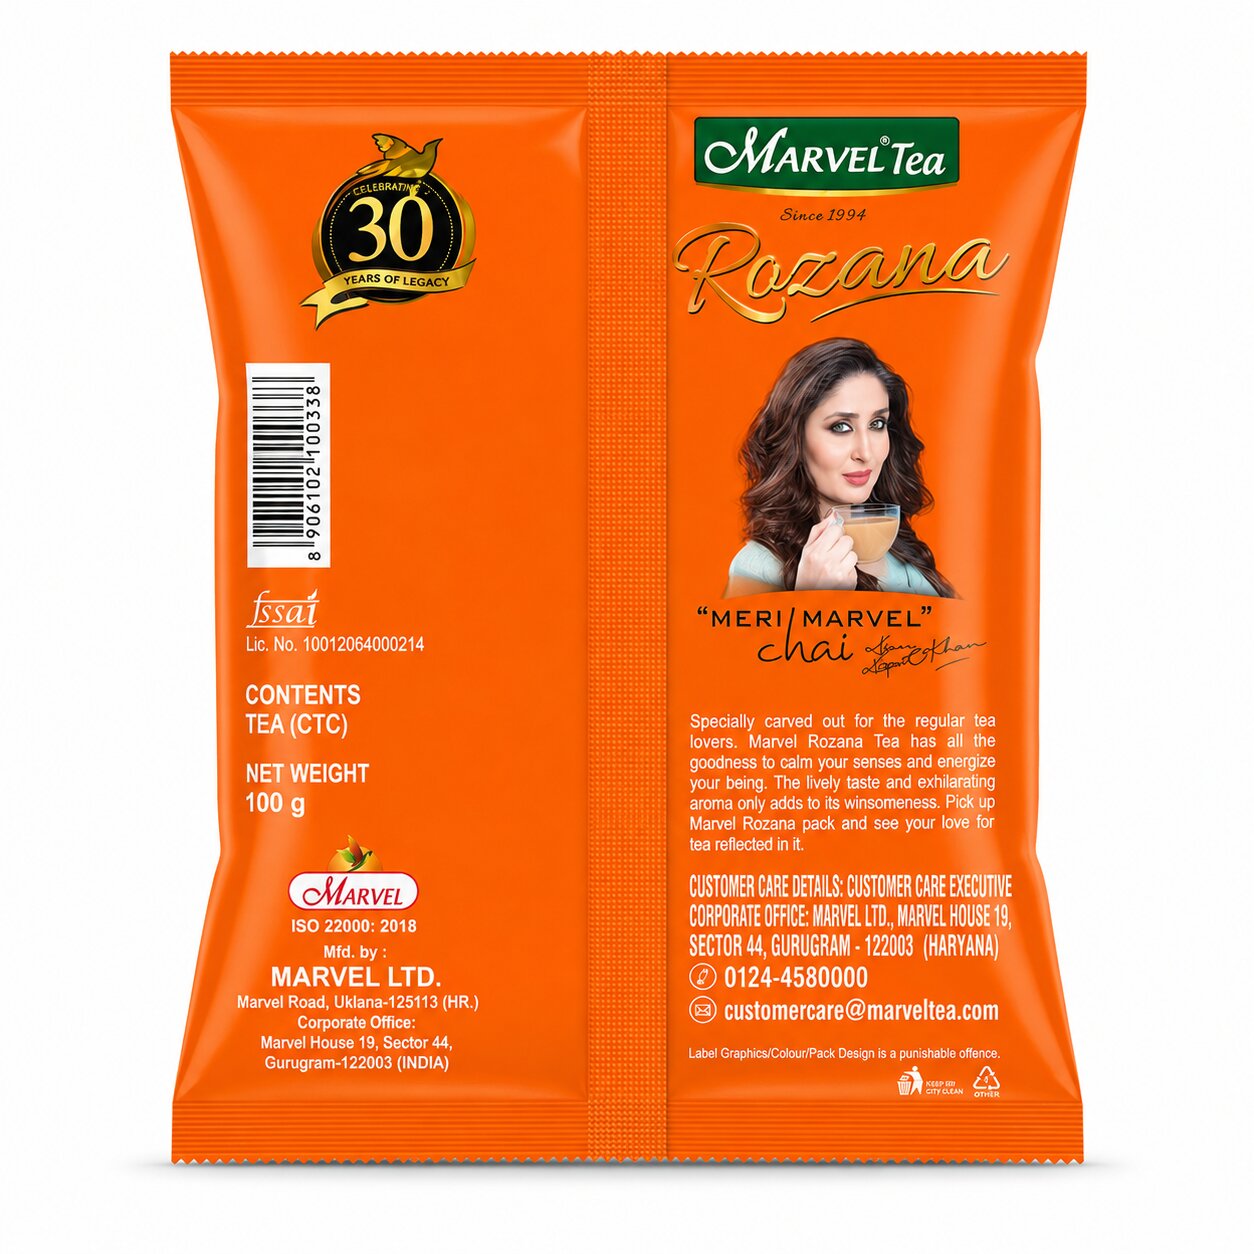 CELEBRATING
30
YEARS OF LEGACY
8 906102 100338
fssai
Lic. No. 10012064000214
CONTENTS
TEA (CTC)
NET WEIGHT
100 g
MARVEL
ISO 22000: 2018
Mfd. by :
MARVEL LTD.
Marvel Road, Uklana-125113 (HR.)
Corporate Office:
Marvel House 19, Sector 44,
Gurugram-122003 (INDIA)
MARVEL® Tea
Since 1994
Rozana
"MERI MARVEL"
chai
Kareena Kapoor Khan
Specially carved out for the regular tea
lovers. Marvel Rozana Tea has all the
goodness to calm your senses and energize
your being. The lively taste and exhilarating
aroma only adds to its winsomeness. Pick up
Marvel Rozana pack and see your love for
tea reflected in it.
CUSTOMER CARE DETAILS: CUSTOMER CARE EXECUTIVE
CORPORATE OFFICE: MARVEL LTD., MARVEL HOUSE 19,
SECTOR 44, GURUGRAM - 122003 (HARYANA)
0124-4580000
customercare@marveltea.com
Label Graphics/Colour/Pack Design is a punishable offence.
CITY CLEAN
OTHER